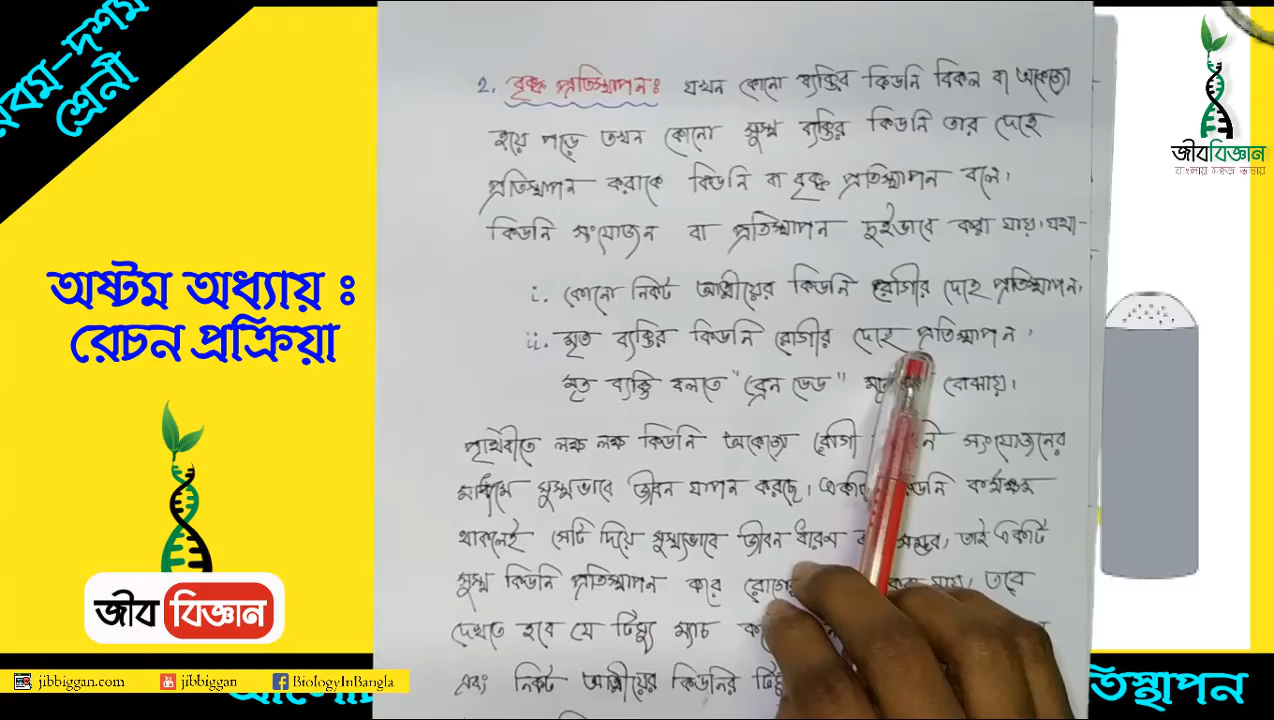 নবম-দশম
শ্রেনী
অষ্টম অধ্যায় ঃ
রেচন প্রক্রিয়া
জীব বিজ্ঞান
jibbiggan.com
jibbiggan
BiologyInBangla
2. বৃক্ক প্রতিস্থাপন ঃ যখন কোনো ব্যক্তির কিডনি বিকল বা অকেজো
হয়ে পড়ে তখন কোনো সুস্থ ব্যক্তির কিডনি তার দেহে
প্রতিস্থাপন করাকে কিডনি বা বৃক্ক প্রতিস্থাপন বলে।
কিডনি সংযোজন বা প্রতিস্থাপন দুইভাবে করা যায়। যথা-
i. কোনো নিকট আত্মীয়ের কিডনি রোগীর দেহে প্রতিস্থাপন।
ii. মৃত ব্যক্তির কিডনি রোগীর দেহে প্রতিস্থাপন।
মৃত ব্যক্তি বলতে "ব্রেন ডেড" বোঝায়।
পৃথিবীতে লক্ষ লক্ষ কিডনি অকেজো রোগী সংযোজনের
মাধ্যমে সুস্থভাবে জীবন যাপন করছে। কর্মক্ষম
থাকলেই সেটি দিয়ে সুস্থভাবে জীবন ধারণ সম্ভব, তাই একটি
সুস্থ কিডনি প্রতিস্থাপন করে যায়। তবে
দেখতে হবে যে টিস্যু ম্যাচ
এবং নিকট আত্মীয়ের কিডনির
জীববিজ্ঞান
বাংলায় সহজ ভাষায়
প্রতিস্থাপন